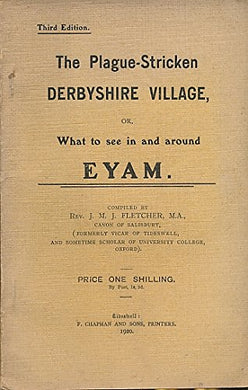 Third Edition.
The Plague-Stricken
DERBYSHIRE VILLAGE,
OR,
What to see in and around
EYAM.
COMPILED BY
REV. J. M. J. FLETCHER, M.A.,
CANON OF SALISBURY,
(FORMERLY VICAR OF TIDESWELL,
AND SOMETIME SCHOLAR OF UNIVERSITY COLLEGE,
OXFORD).
PRICE ONE SHILLING.
By Post, 1s. 2d.
Tideswell:
F. CHAPMAN AND SONS, PRINTERS.